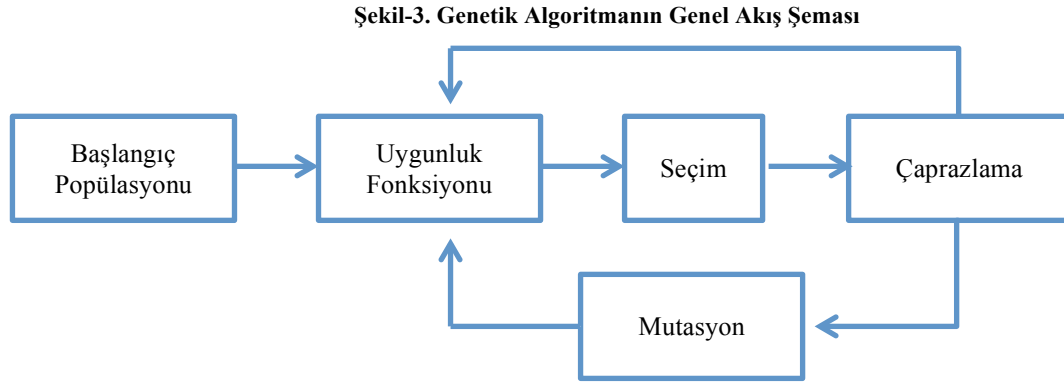 Şekil-3. Genetik Algoritmanın Genel Akış Şeması
Başlangıç
Popülasyonu
Uygunluk
Fonksiyonu
Seçim
Çaprazlama
Mutasyon